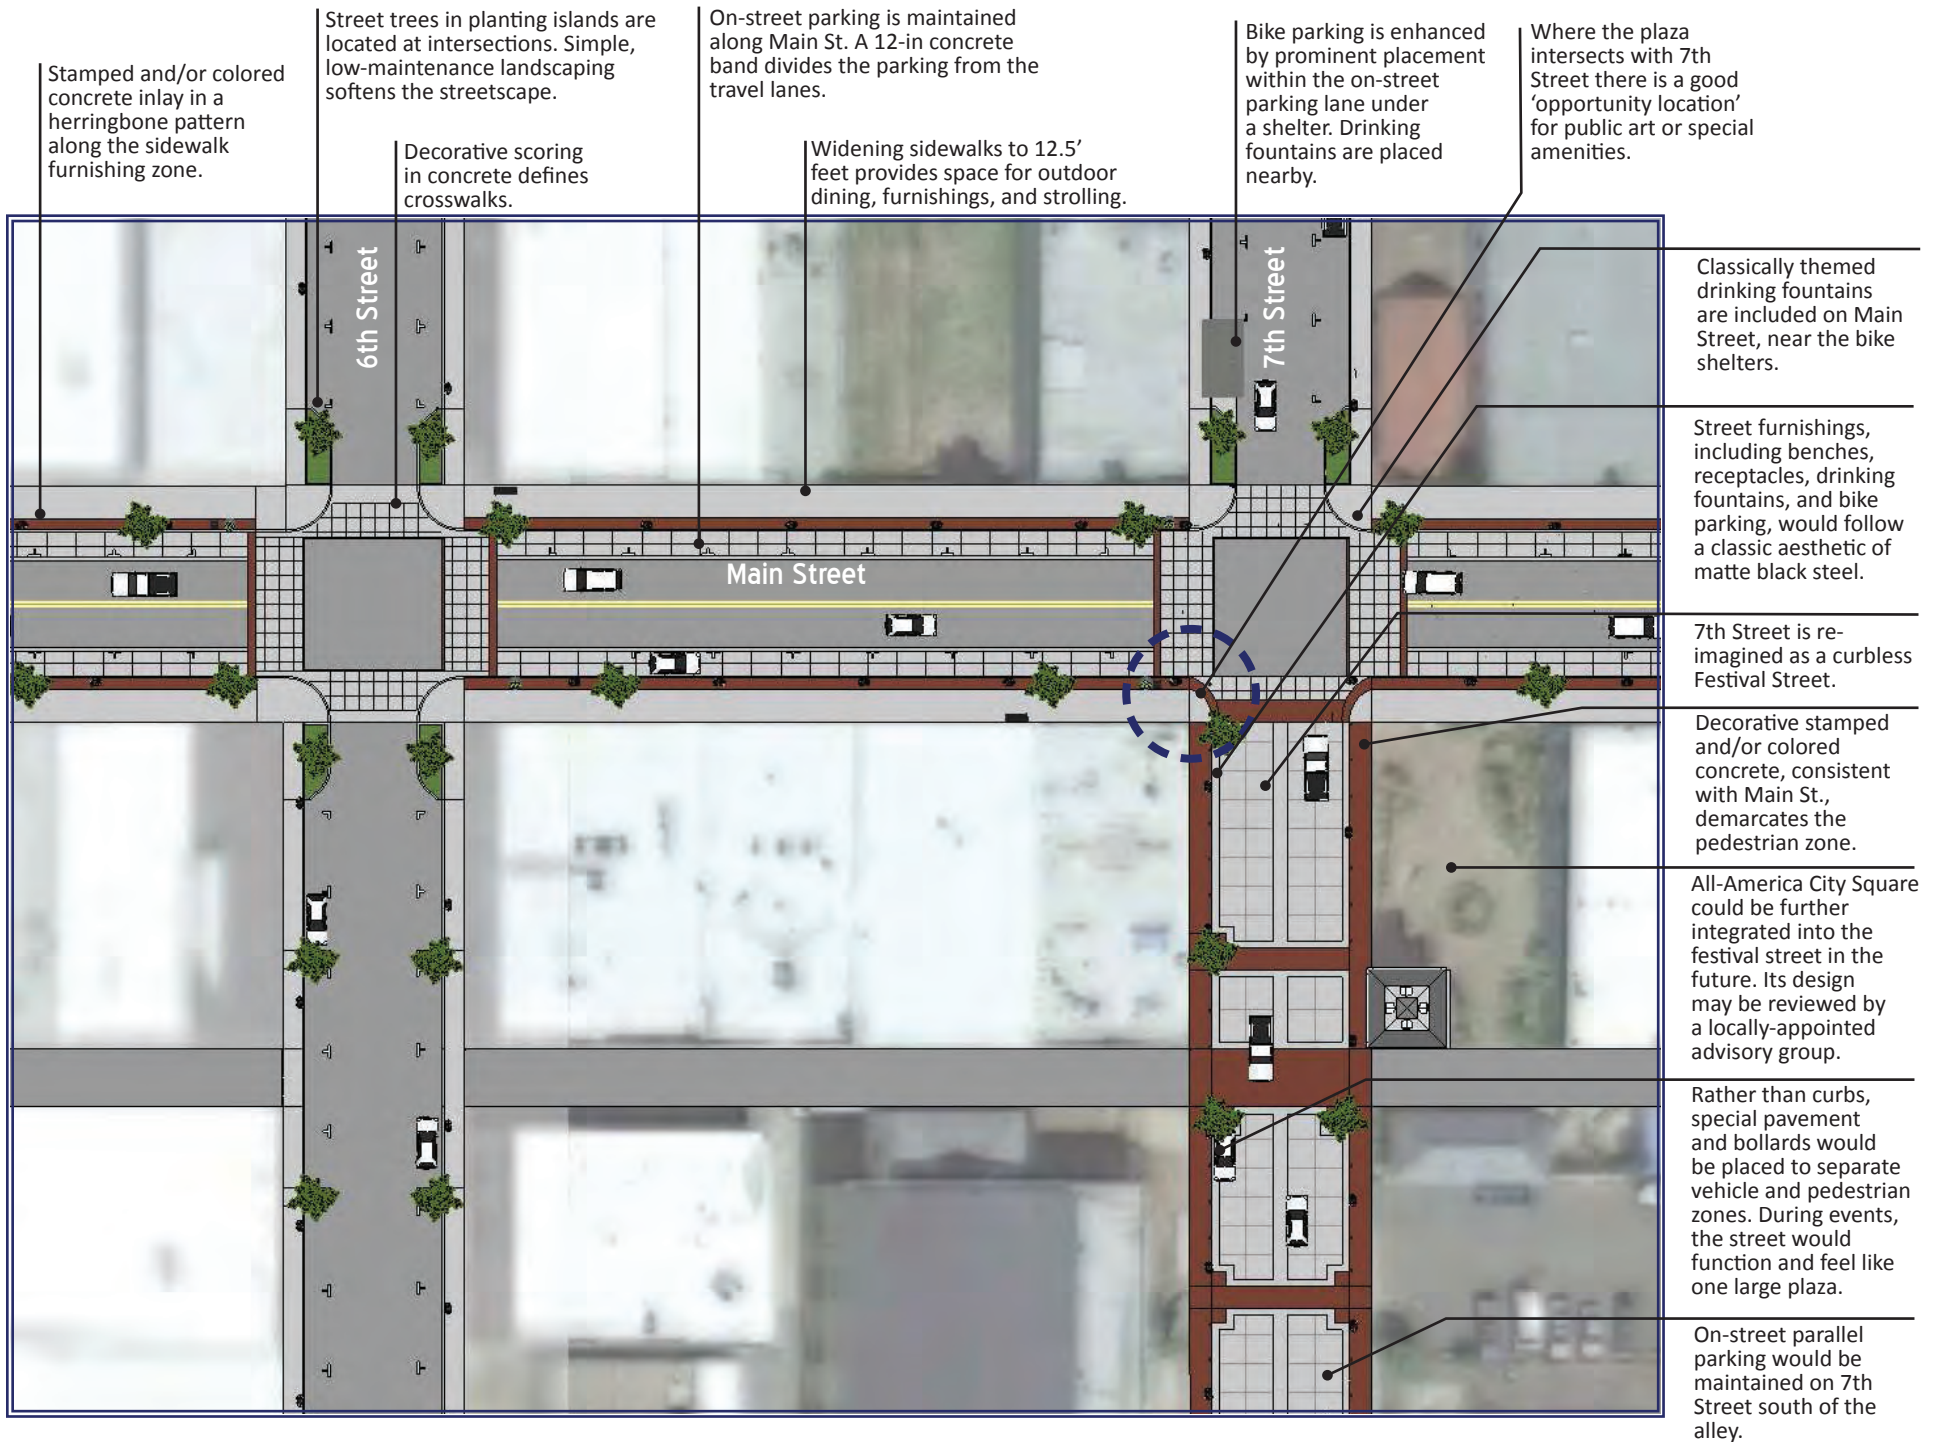 Stamped and/or colored
concrete inlay in a
herringbone pattern
along the sidewalk
furnishing zone.
Street trees in planting islands are
located at intersections. Simple,
low-maintenance landscaping
softens the streetscape.
Decorative scoring
in concrete defines
crosswalks.
On-street parking is maintained
along Main St. A 12-in concrete
band divides the parking from the
travel lanes.
Widening sidewalks to 12.5’
feet provides space for outdoor
dining, furnishings, and strolling.
Bike parking is enhanced
by prominent placement
within the on-street
parking lane under
a shelter. Drinking
fountains are placed
nearby.
Where the plaza
intersects with 7th
Street there is a good
‘opportunity location’
for public art or special
amenities.
6th Street
7th Street
Main Street
Classically themed
drinking fountains
are included on Main
Street, near the bike
shelters.
Street furnishings,
including benches,
receptacles, drinking
fountains, and bike
parking, would follow
a classic aesthetic of
matte black steel.
7th Street is re-
imagined as a curbless
Festival Street.
Decorative stamped
and/or colored
concrete, consistent
with Main St.,
demarcates the
pedestrian zone.
All-America City Square
could be further
integrated into the
festival street in the
future. Its design
may be reviewed by
a locally-appointed
advisory group.
Rather than curbs,
special pavement
and bollards would
be placed to separate
vehicle and pedestrian
zones. During events,
the street would
function and feel like
one large plaza.
On-street parallel
parking would be
maintained on 7th
Street south of the
alley.